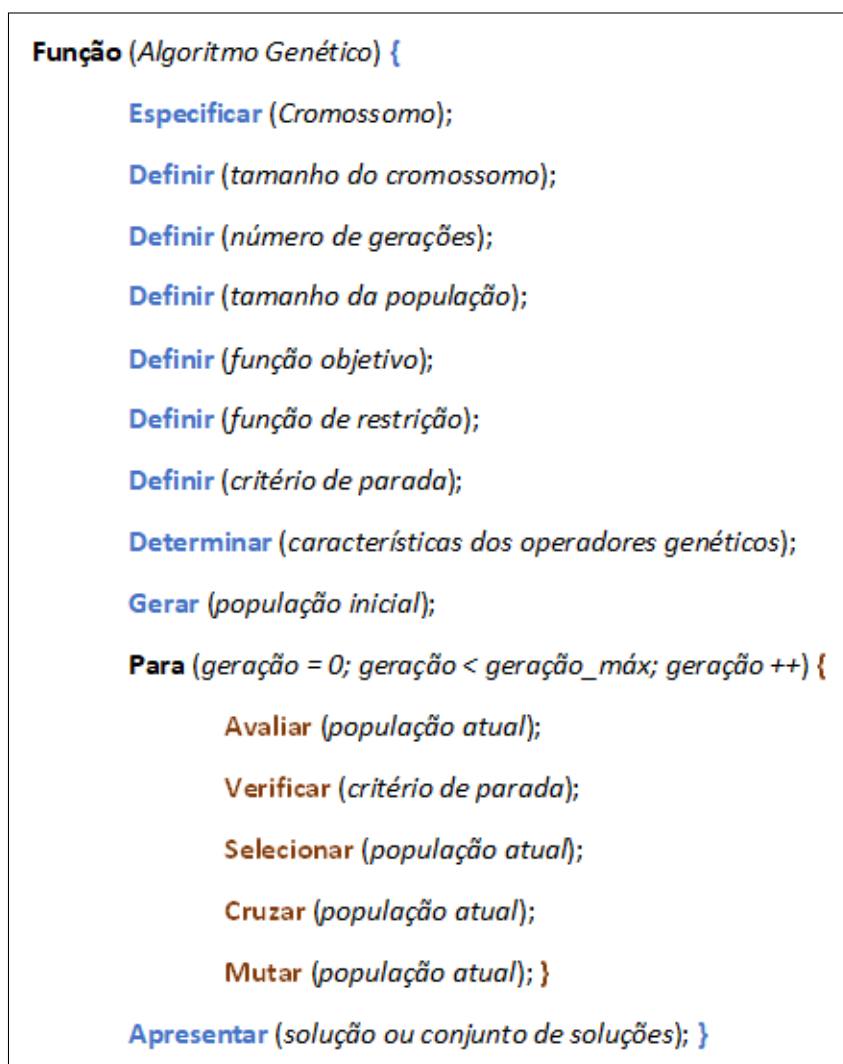 Função (Algoritmo Genético) {
Especificar (Cromossomo);
Definir (tamanho do cromossomo);
Definir (número de gerações);
Definir (tamanho da população);
Definir (função objetivo);
Definir (função de restrição);
Definir (critério de parada);
Determinar (características dos operadores genéticos);
Gerar (população inicial);
Para (geração = 0; geração < geração_máx; geração ++) {
Avaliar (população atual);
Verificar (critério de parada);
Selecionar (população atual);
Cruzar (população atual);
Mutar (população atual); }
Apresentar (solução ou conjunto de soluções); }